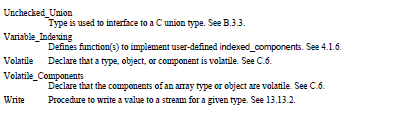 Unchecked_Union
Type is used to interface to a C union type. See B.3.3.
Variable_Indexing
Defines function(s) to implement user-defined indexed_components. See 4.1.6.
Volatile Declare that a type, object, or component is volatile. See C.6.
Volatile_Components
Declare that the components of an array type or object are volatile. See C.6.
Write Procedure to write a value to a stream for a given type. See 13.13.2.